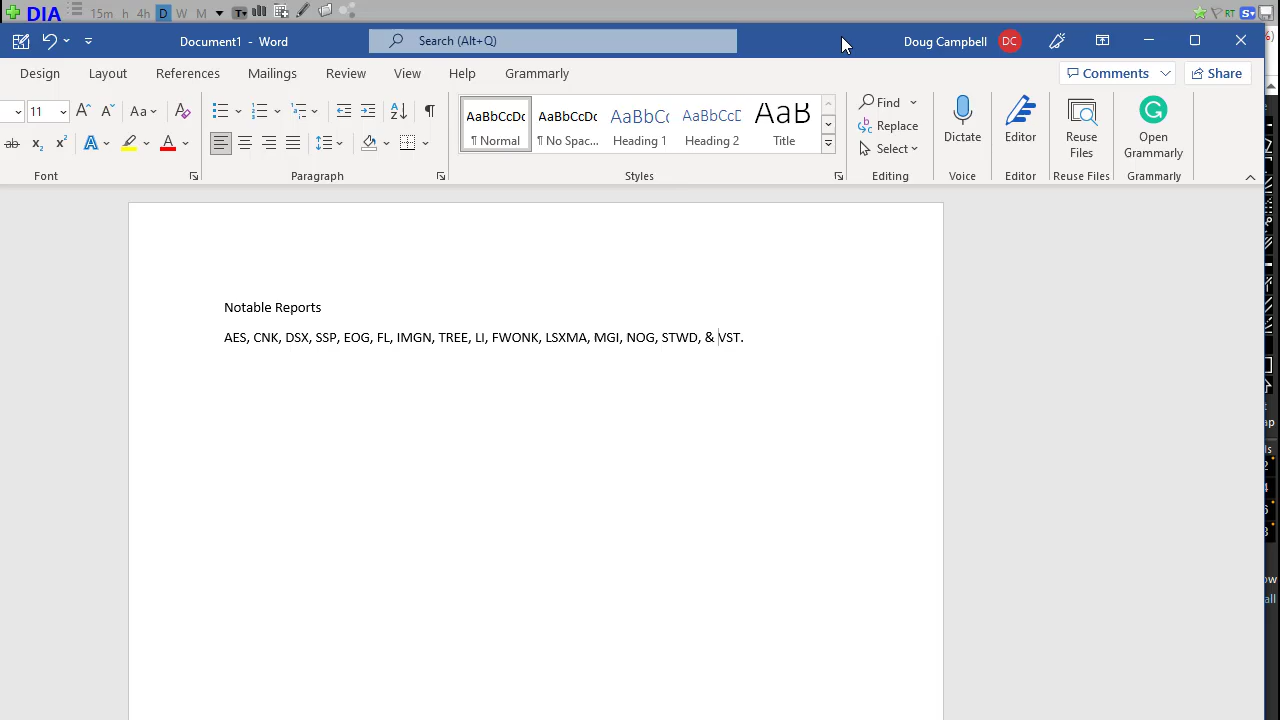 DIA 15m h 4h D W M T RT S
Document1 - Word Search (Alt+Q) Doug Campbell DC
Design Layout References Mailings Review View Help Grammarly Comments Share
11 Aa AaBbCcDc AaBbCcDc AaBbCc AaBbCcD AaB Find
Replace
Normal No Spac... Heading 1 Heading 2 Title Select
Dictate Editor Reuse Files Open Grammarly
Font Paragraph Styles Editing Voice Editor Reuse Files Grammarly
Notable Reports
AES, CNK, DSX, SSP, EOG, FL, IMGN, TREE, LI, FWONK, LSXMA, MGI, NOG, STWD, & VST.